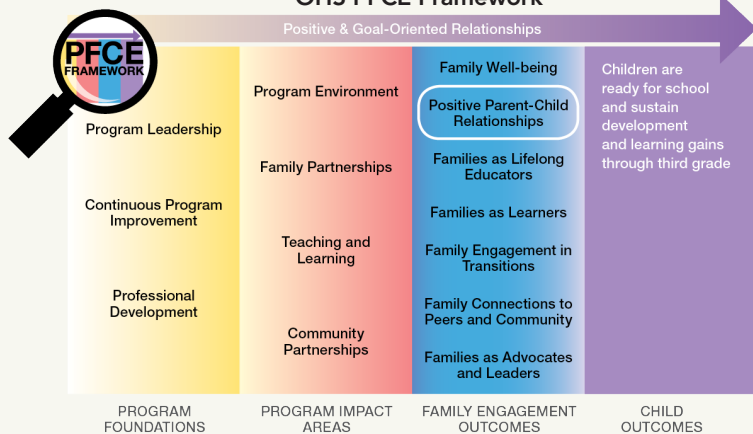 OHS PFCE Framework
Positive & Goal-Oriented Relationships
PFCE
FRAMEWORK
Program Leadership
Continuous Program
Improvement
Professional
Development
PROGRAM
FOUNDATIONS
Program Environment
Family Partnerships
Teaching and
Learning
Community
Partnerships
PROGRAM IMPACT
AREAS
Family Well-being
Positive Parent-Child
Relationships
Families as Lifelong
Educators
Families as Learners
Family Engagement in
Transitions
Family Connections to
Peers and Community
Families as Advocates
and Leaders
FAMILY ENGAGEMENT
OUTCOMES
Children are
ready for school
and sustain
development
and learning gains
through third grade
CHILD
OUTCOMES